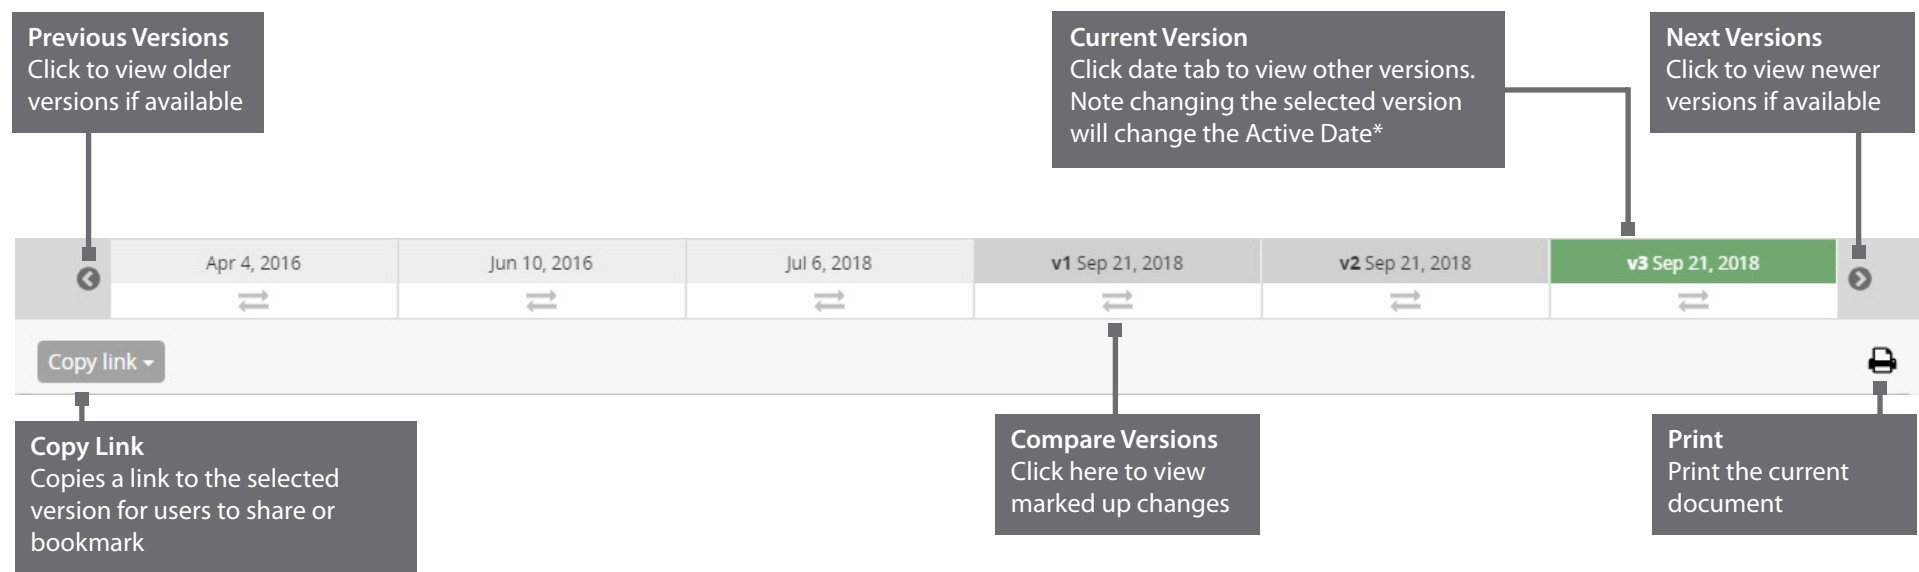 Previous Versions
Click to view older
versions if available
Current Version
Click date tab to view other versions.
Note changing the selected version
will change the Active Date*
Next Versions
Click to view newer
versions if available
Apr 4, 2016
Jun 10, 2016
Jul 6, 2018
v1 Sep 21, 2018
v2 Sep 21, 2018
v3 Sep 21, 2018
Copy link
Copy Link
Copies a link to the selected
version for users to share or
bookmark
Compare Versions
Click here to view
marked up changes
Print
Print the current
document